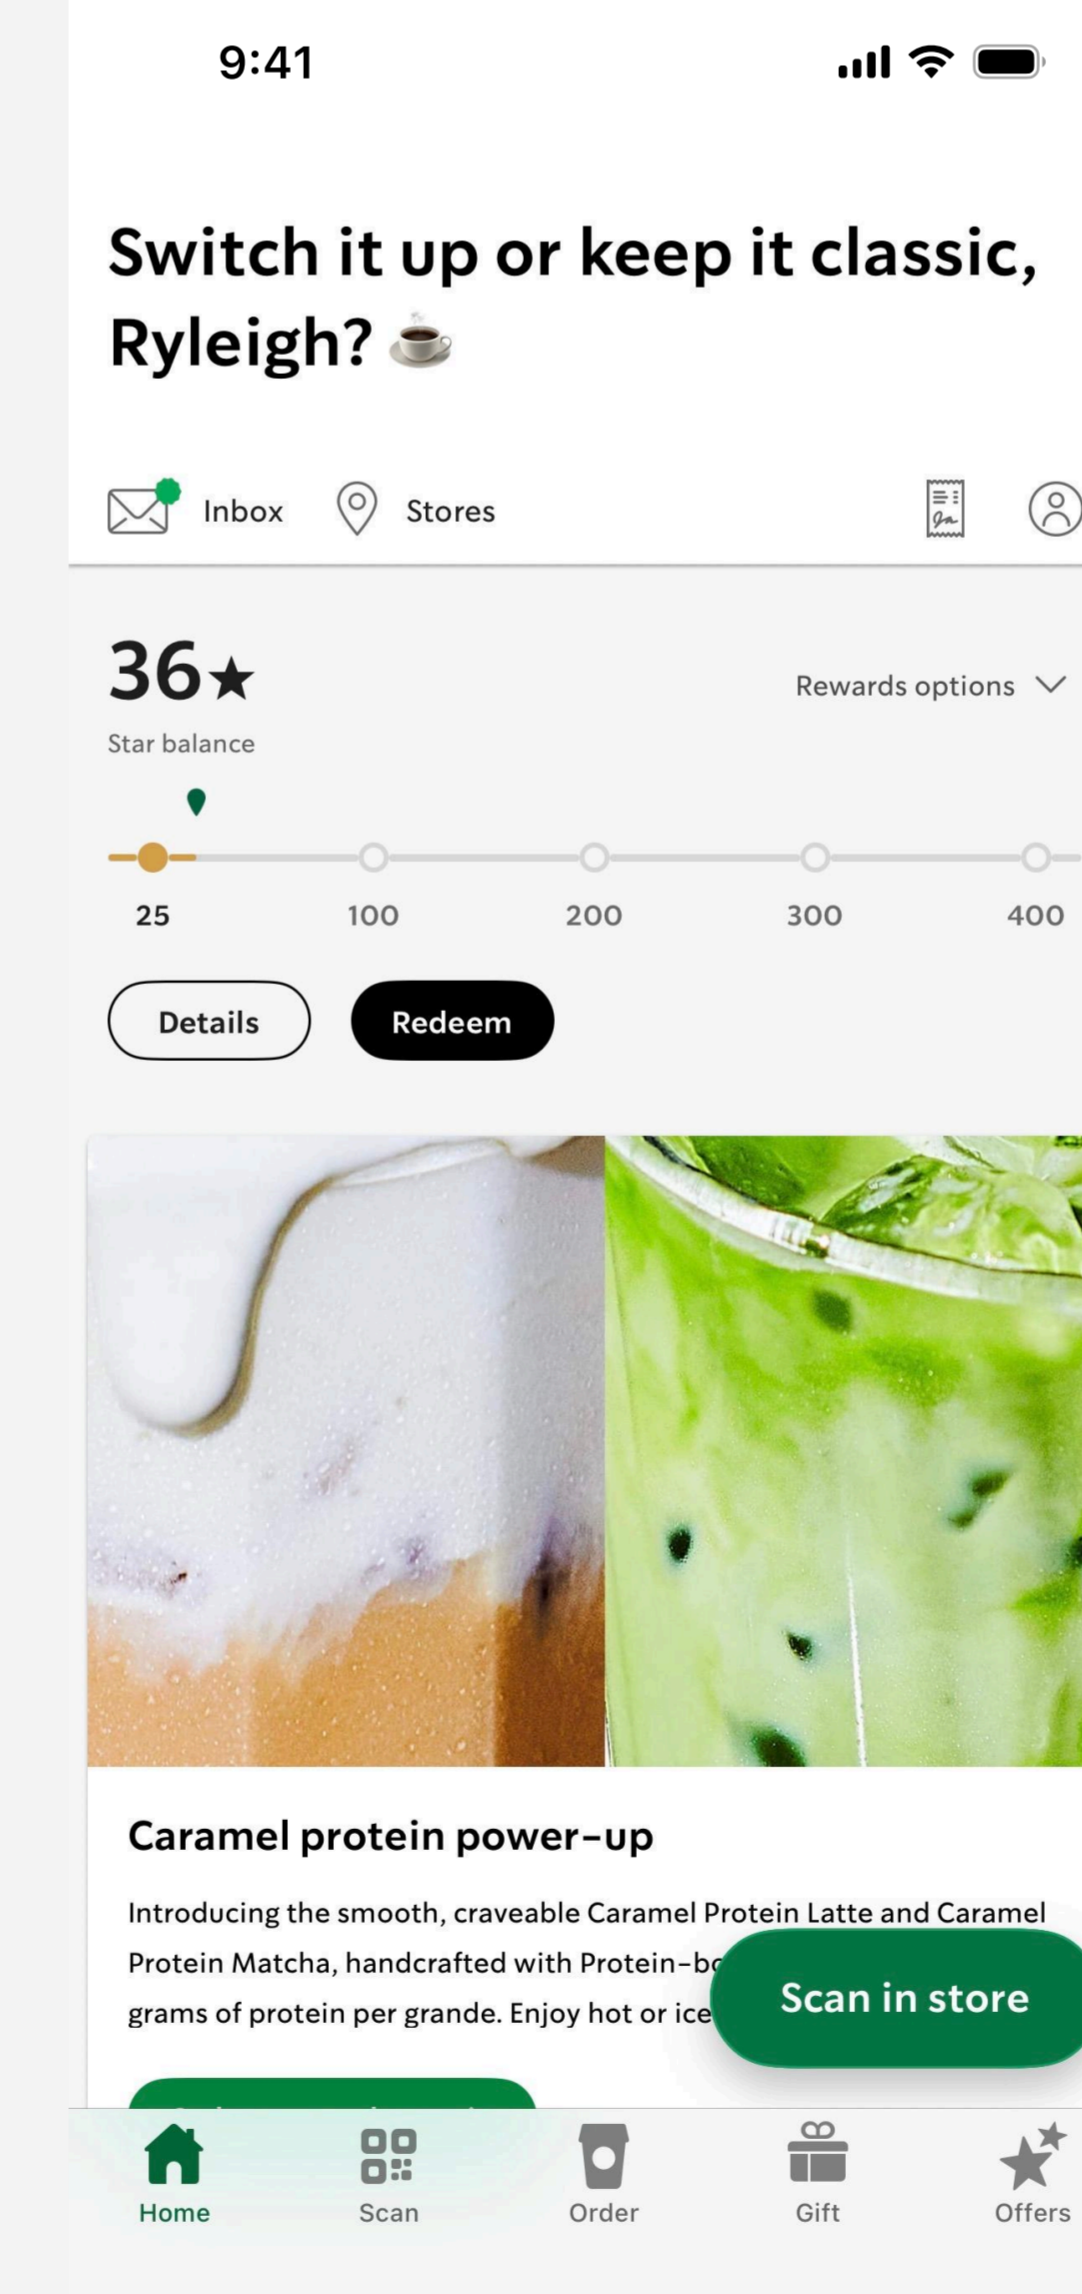 9:41
Switch it up or keep it classic,
Ryleigh?
Inbox
Stores
36
Rewards options
Star balance
25
100
200
300
400
Details
Redeem
Caramel protein power-up
Introducing the smooth, craveable Caramel Protein Latte and Caramel
Protein Matcha, handcrafted with
grams of protein per grande. Enjoy hot or
Scan in store
Home
Scan
Order
Gift
Offers